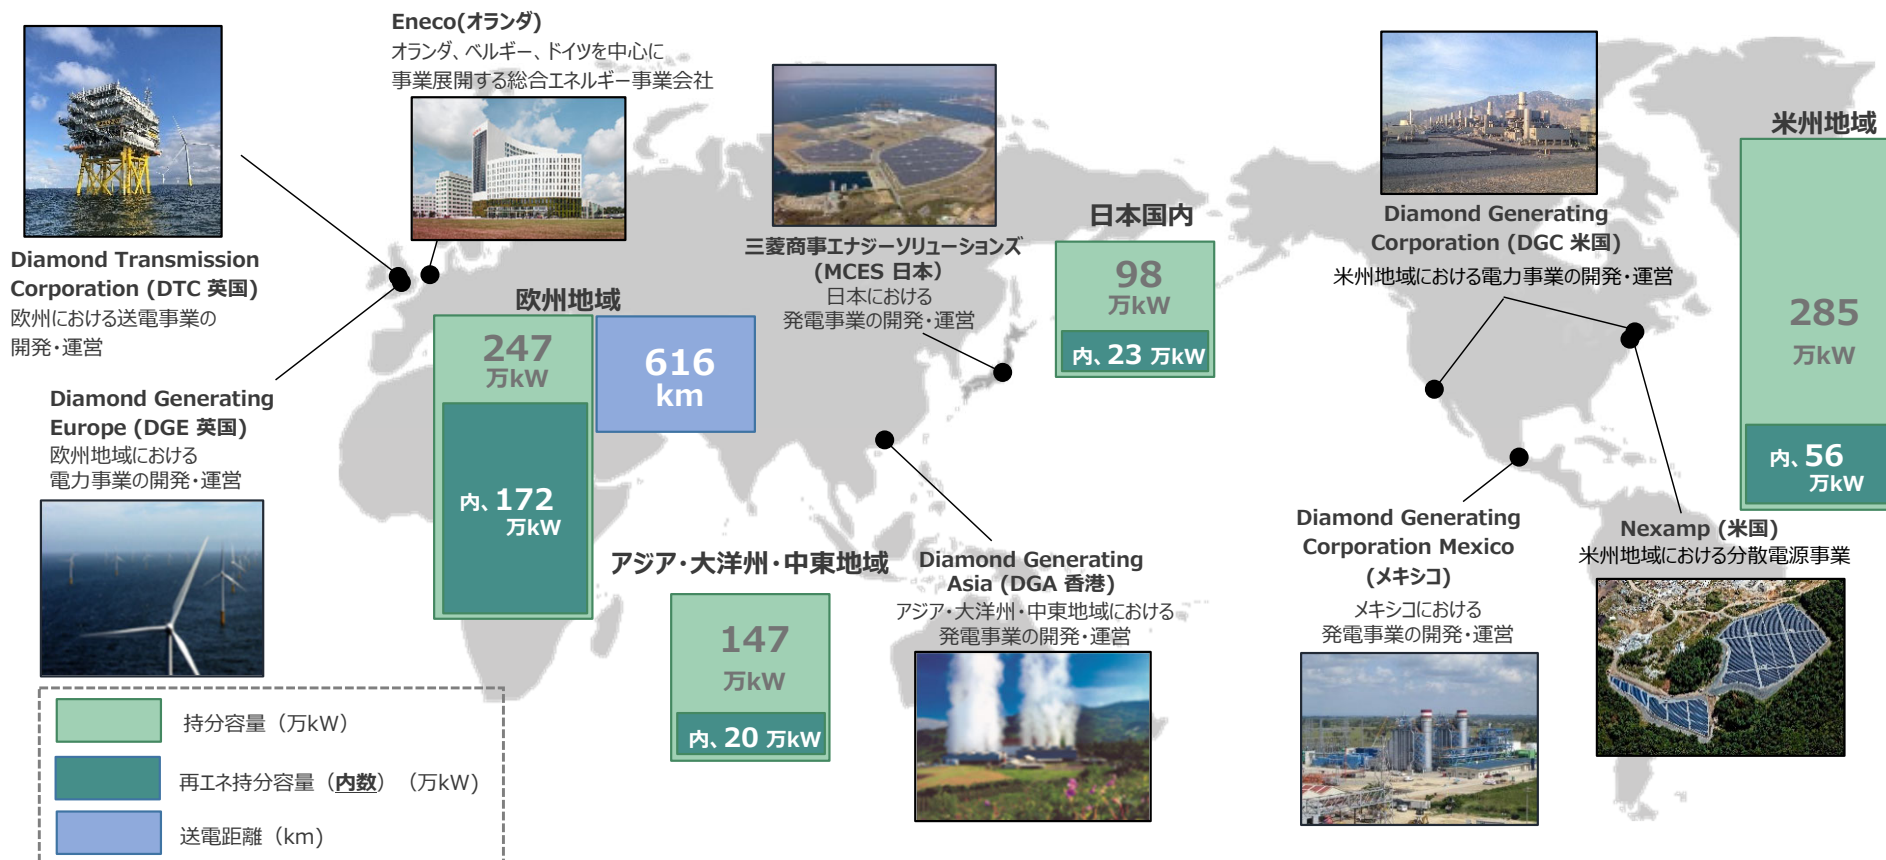 Eneco(オランダ)
オランダ、ベルギー、ドイツを中心に
事業展開する総合エネルギー事業会社
Diamond Transmission
Corporation (DTC 英国)
欧州における送電事業の
開発・運営
Diamond Generating
Europe (DGE 英国)
欧州地域における
電力事業の開発・運営
欧州地域
247
万kW
内、172
万kW
616
km
三菱商事エナジーソリューションズ
(MCES 日本)
日本における
発電事業の開発・運営
日本国内
98
万kW
内、23 万kW
アジア・大洋州・中東地域
147
万kW
内、20 万kW
Diamond Generating
Asia (DGA 香港)
アジア・大洋州・中東地域における
発電事業の開発・運営
Diamond Generating
Corporation (DGC 米国)
米州地域における電力事業の開発・運営
Diamond Generating
Corporation Mexico
(メキシコ)
メキシコにおける
発電事業の開発・運営
Nexamp (米国)
米州地域における分散電源事業
米州地域
285
万kW
内、56
万kW
持分容量（万kW）
再エネ持分容量（内数）（万kW）
送電距離（km）